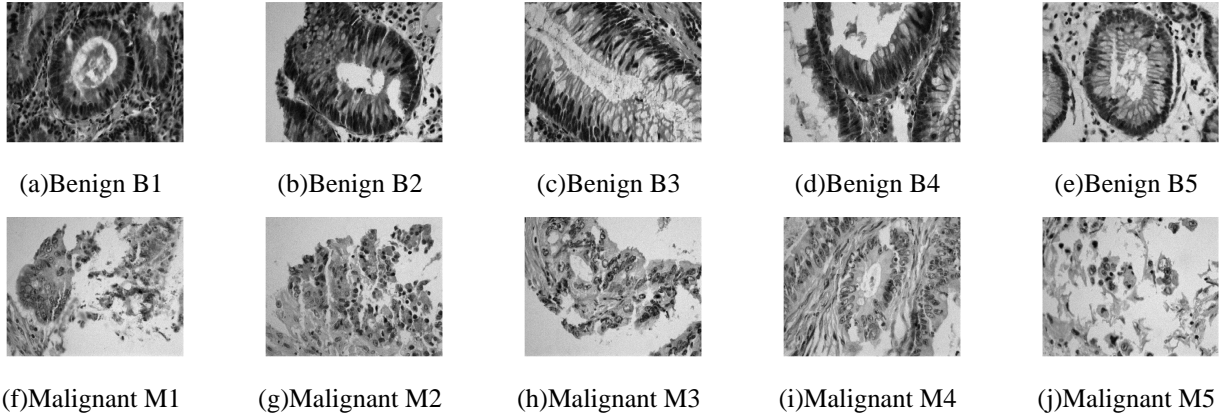 (a)Benign B1
(b)Benign B2
(c)Benign B3
(d)Benign B4
(e)Benign B5
(f)Malignant M1
(g)Malignant M2
(h)Malignant M3
(i)Malignant M4
(j)Malignant M5